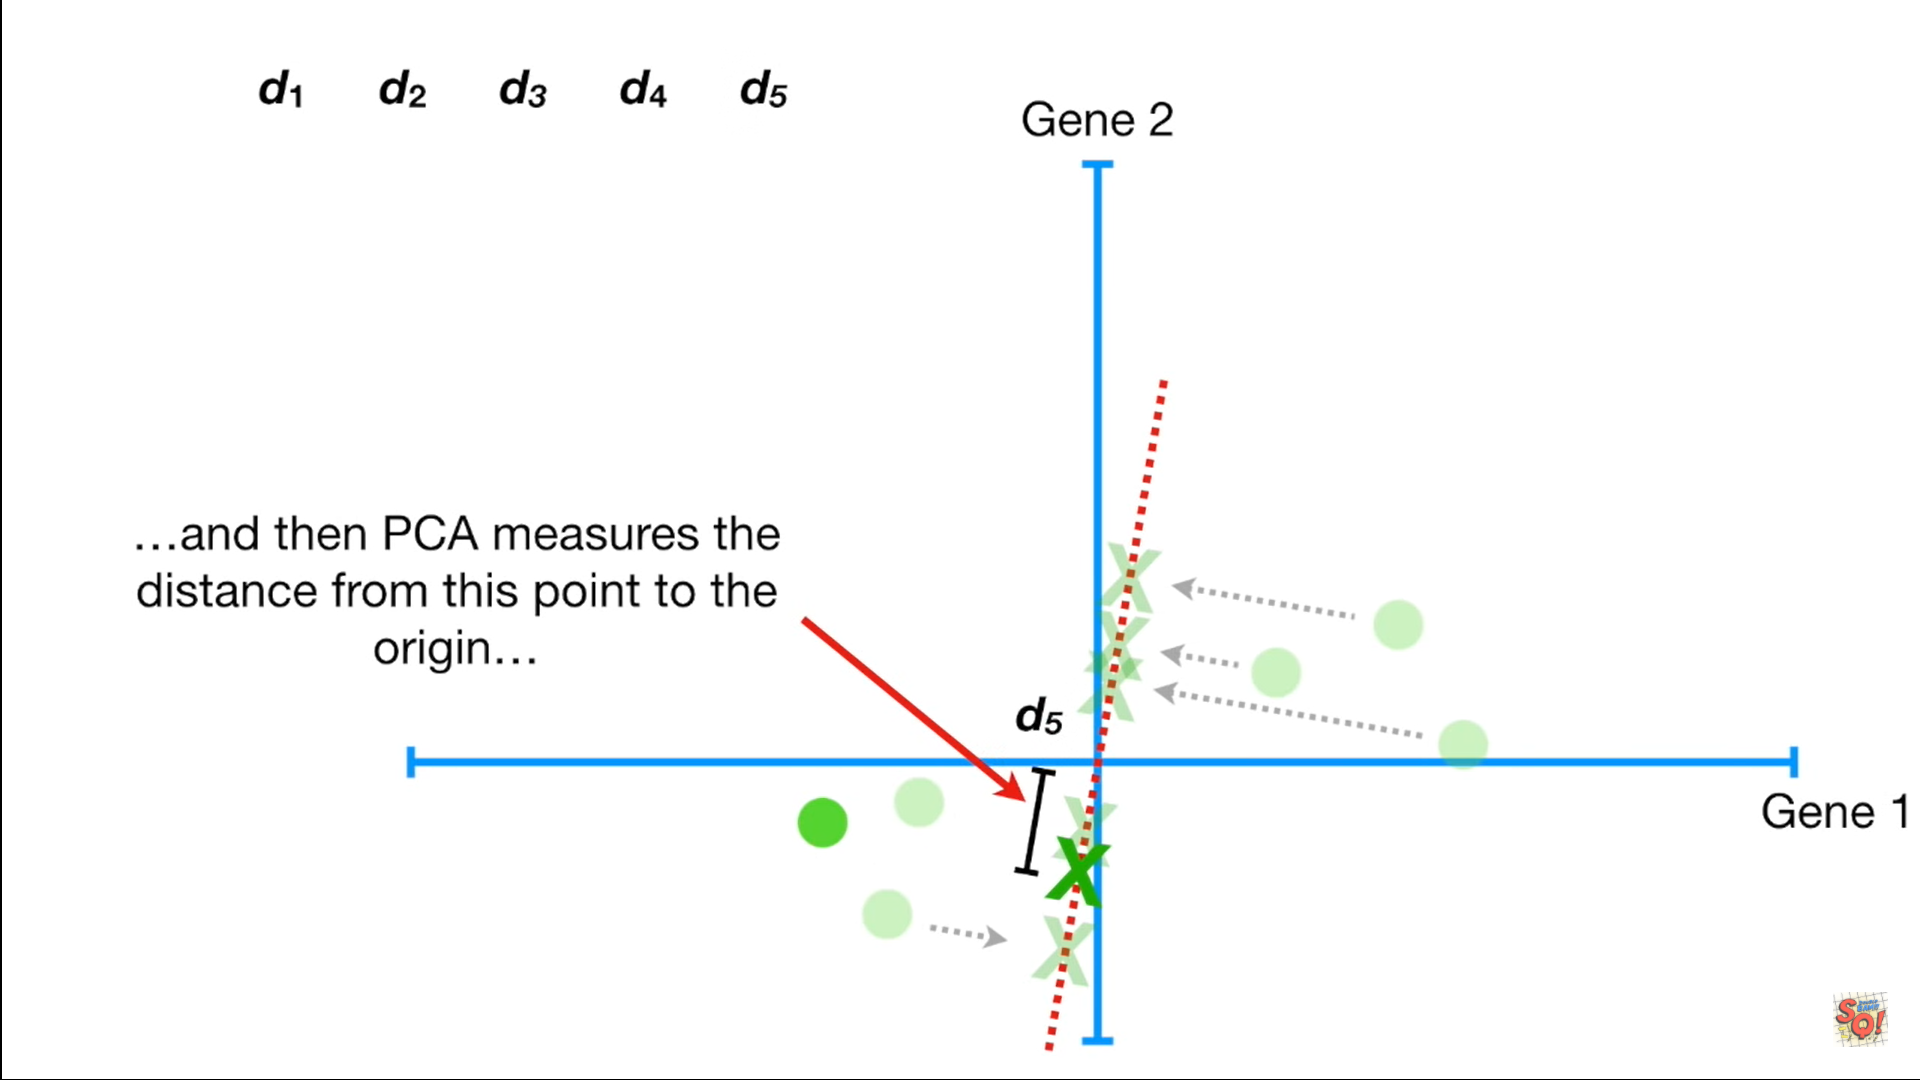 d1 d2 d3 d4 d5
Gene 2
…and then PCA measures the
distance from this point to the
origin…
d5
Gene 1
SQ!